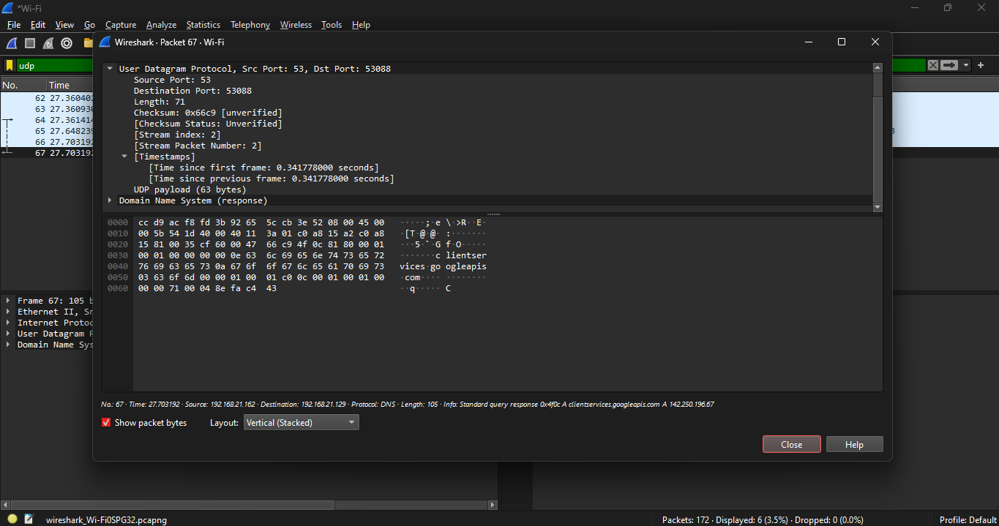 *Wi-Fi
File Edit View Go Capture Analyze Statistics Telephony Wireless Tools Help
Wireshark · Packet 67 · Wi-Fi
udp
No. Time
62 27.36040
63 27.36093
64 27.36141
65 27.64823
66 27.70319
67 27.70319
User Datagram Protocol, Src Port: 53, Dst Port: 53088
Source Port: 53
Destination Port: 53088
Length: 71
Checksum: 0x66c9 [unverified]
[Checksum Status: Unverified]
[Stream index: 2]
[Stream Packet Number: 2]
[Timestamps]
[Time since first frame: 0.341778000 seconds]
[Time since previous frame: 0.341778000 seconds]
UDP payload (63 bytes)
Domain Name System (response)
0000 cc d9 ac f8 fd 3b 92 65 5c cb 3e 52 08 00 45 00 ·····;·e \·>R··E·
0010 00 5b 54 1d 40 00 40 11 3a 01 c0 a8 15 a2 c0 a8 ·[T·@·@· :·······
0020 15 81 00 35 cf 60 00 47 66 c9 4f 0c 81 80 00 01 ···5·`·G f·O·····
0030 00 01 00 00 00 00 0e 63 6c 69 65 6e 74 73 65 72 ·······c lientser
0040 76 69 63 65 73 0a 67 6f 6f 67 6c 65 61 70 69 73 vices·go ogleapis
0050 03 63 6f 6d 00 00 01 00 01 c0 0c 00 01 00 01 00 ·com···· ········
0060 00 00 71 00 04 8e fa c4 43 ··q····· C
Frame 67: 105 b
Ethernet II, Sr
Internet Protoc
User Datagram P
Domain Name Sys
No.: 67 · Time: 27.703192 · Source: 192.168.21.162 · Destination: 192.168.21.129 · Protocol: DNS · Length: 105 · Info: Standard query response 0x4f0c A clientservices.googleapis.com A 142.250.196.67
Show packet bytes Layout: Vertical (Stacked)
Close Help
wireshark_Wi-Fi0SPG32.pcapng Packets: 172 · Displayed: 6 (3.5%) · Dropped: 0 (0.0%) Profile: Default